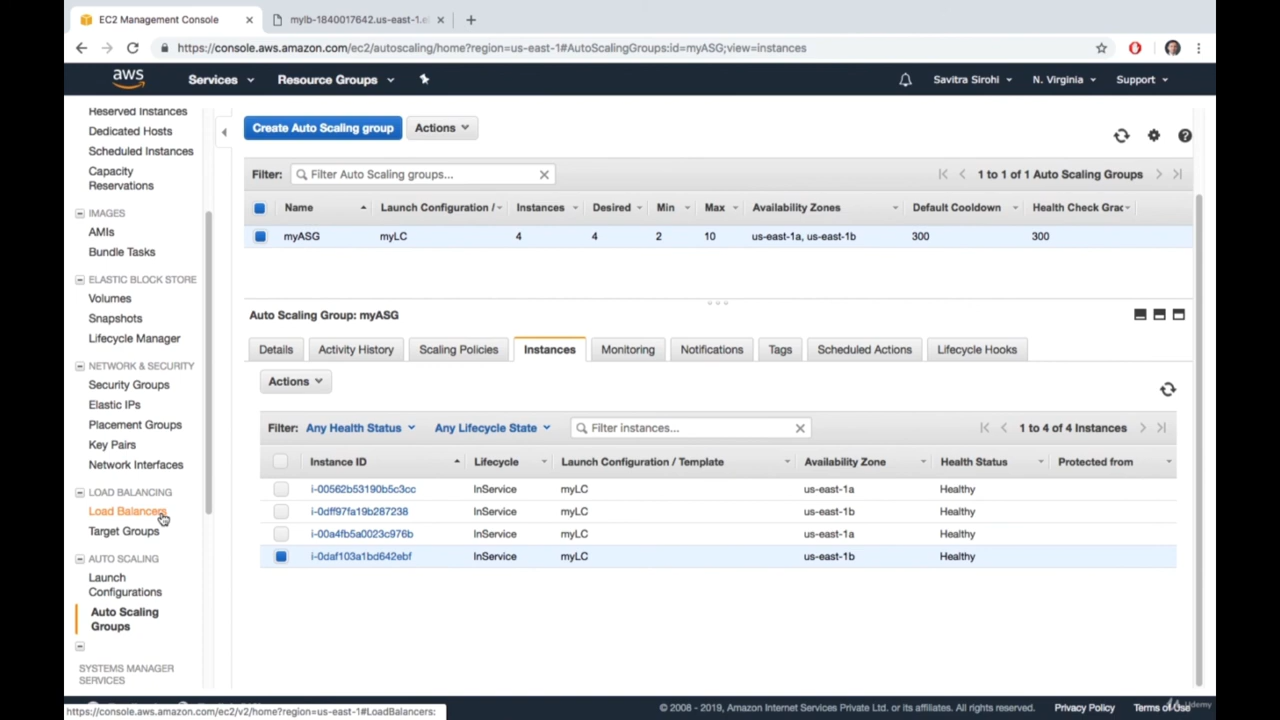 EC2 Management Console
mylb-1840017642.us-east-1.e
https://console.aws.amazon.com/ec2/autoscaling/home?region=us-east-1#AutoScalingGroups:id=myASG;view=instances
aws Services Resource Groups Savitra Sirohi N. Virginia Support
Reserved Instances
Dedicated Hosts
Scheduled Instances
Capacity
Reservations
IMAGES
AMIs
Bundle Tasks
ELASTIC BLOCK STORE
Volumes
Snapshots
Lifecycle Manager
NETWORK & SECURITY
Security Groups
Elastic IPs
Placement Groups
Key Pairs
Network Interfaces
LOAD BALANCING
Load Balancers
Target Groups
AUTO SCALING
Launch
Configurations
Auto Scaling
Groups
SYSTEMS MANAGER
SERVICES
Create Auto Scaling group Actions
Filter: Filter Auto Scaling groups... 1 to 1 of 1 Auto Scaling Groups
Name Launch Configuration / Instances Desired Min Max Availability Zones Default Cooldown Health Check Grac
myASG myLC 4 4 2 10 us-east-1a, us-east-1b 300 300
Auto Scaling Group: myASG
Details Activity History Scaling Policies Instances Monitoring Notifications Tags Scheduled Actions Lifecycle Hooks
Actions
Filter: Any Health Status Any Lifecycle State Filter instances... 1 to 4 of 4 Instances
Instance ID Lifecycle Launch Configuration / Template Availability Zone Health Status Protected from
i-00562b53190b5c3cc InService myLC us-east-1a Healthy
i-0dff97fa19b287238 InService myLC us-east-1b Healthy
i-00a4fb5a0023c976b InService myLC us-east-1a Healthy
i-0daf103a1bd642ebf InService myLC us-east-1b Healthy
https://console.aws.amazon.com/ec2/v2/home?region=us-east-1#LoadBalancers:
© 2008 - 2019, Amazon Internet Services Private Ltd. or its affiliates. All rights reserved. Privacy Policy Terms of Use
Udemy